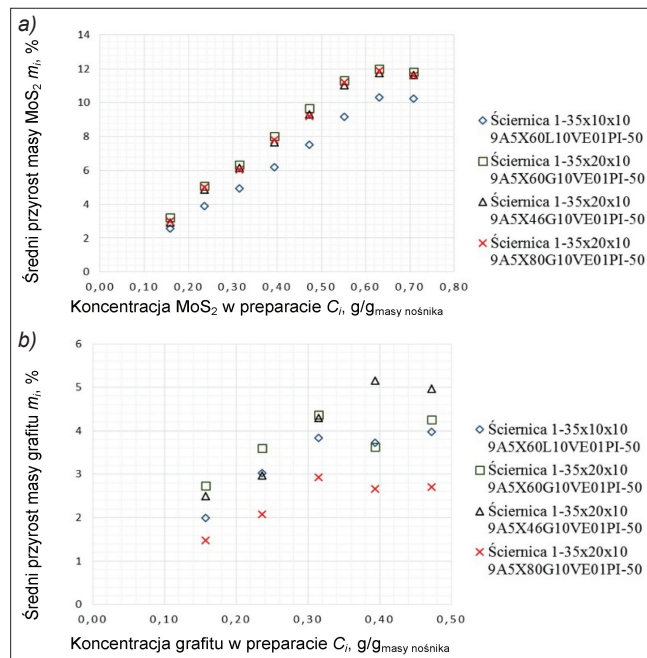 a)
Średni przyrost masy MoS₂ mᵢ, %
14
12
10
8
6
4
2
0
0,00 0,10 0,20 0,30 0,40 0,50 0,60 0,70 0,80
Koncentracja MoS₂ w preparacie Cᵢ, g/g masy nośnika
Ściernica 1-35x10x10
9A5X60L10VE01PI-50
Ściernica 1-35x20x10
9A5X60G10VE01PI-50
Ściernica 1-35x20x10
9A5X46G10VE01PI-50
Ściernica 1-35x20x10
9A5X80G10VE01PI-50
b)
Średni przyrost masy grafitu mᵢ, %
6
5
4
3
2
1
0
0,00 0,10 0,20 0,30 0,40 0,50
Koncentracja grafitu w preparacie Cᵢ, g/g masy nośnika
Ściernica 1-35x10x10
9A5X60L10VE01PI-50
Ściernica 1-35x20x10
9A5X60G10VE01PI-50
Ściernica 1-35x20x10
9A5X46G10VE01PI-50
Ściernica 1-35x20x10
9A5X80G10VE01PI-50